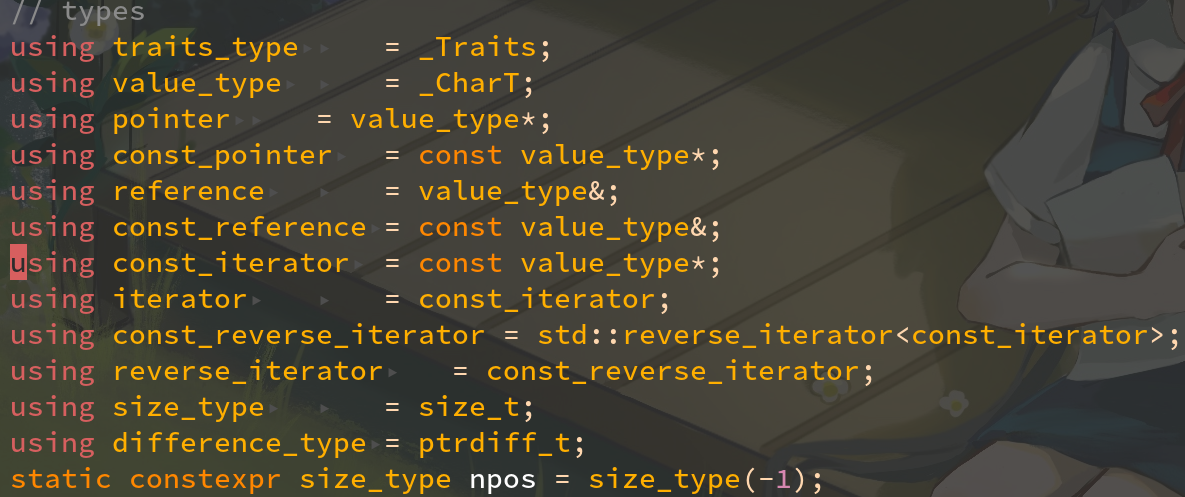 // types
using traits_type     = _Traits;
using value_type      = _CharT;
using pointer     = value_type*;
using const_pointer   = const value_type*;
using reference       = value_type&;
using const_reference = const value_type&;
using const_iterator  = const value_type*;
using iterator        = const_iterator;
using const_reverse_iterator = std::reverse_iterator<const_iterator>;
using reverse_iterator    = const_reverse_iterator;
using size_type       = size_t;
using difference_type = ptrdiff_t;
static constexpr size_type npos = size_type(-1);